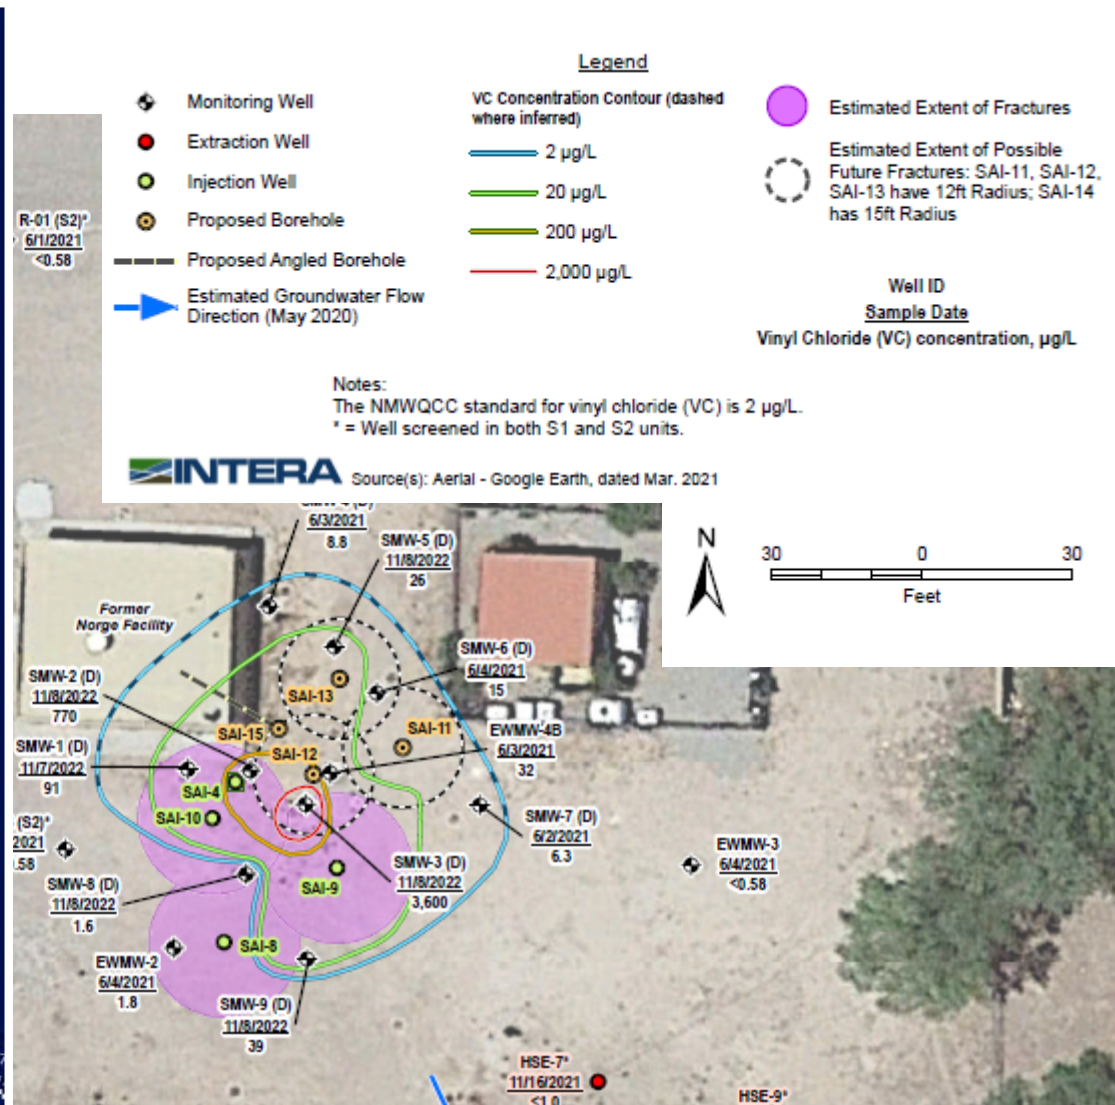 Legend
Monitoring Well
Extraction Well
Injection Well
Proposed Borehole
Proposed Angled Borehole
Estimated Groundwater Flow
Direction (May 2020)
VC Concentration Contour (dashed
where inferred)
2 µg/L
20 µg/L
200 µg/L
2,000 µg/L
Estimated Extent of Fractures
Estimated Extent of Possible
Future Fractures: SAI-11, SAI-12,
SAI-13 have 12ft Radius; SAI-14
has 15ft Radius
Well ID
Sample Date
Vinyl Chloride (VC) concentration, µg/L
Notes:
The NMWQCC standard for vinyl chloride (VC) is 2 µg/L.
* = Well screened in both S1 and S2 units.
INTERA
Source(s): Aerial - Google Earth, dated Mar. 2021
R-01 (S2)*
6/1/2021
<0.58
N
30 0 30
Feet
SMW-4 (D)
6/3/2021
8.8
SMW-5 (D)
11/8/2022
26
Former
Norge Facility
SMW-6 (D)
6/4/2021
15
SMW-2 (D)
11/8/2022
770
SAI-13
SAI-15
SAI-11
SAI-12
EWMW-4B
6/3/2021
32
SMW-1 (D)
11/7/2022
91
SAI-4
SAI-10
SMW-7 (D)
6/2/2021
6.3
(S2)*
2021
.58
SMW-3 (D)
11/8/2022
3,600
EWMW-3
6/4/2021
<0.58
SAI-9
SMW-8 (D)
11/8/2022
1.6
SAI-8
EWMW-2
6/4/2021
1.8
SMW-9 (D)
11/8/2022
39
HSE-7*
11/16/2021
<1.0
HSE-9*